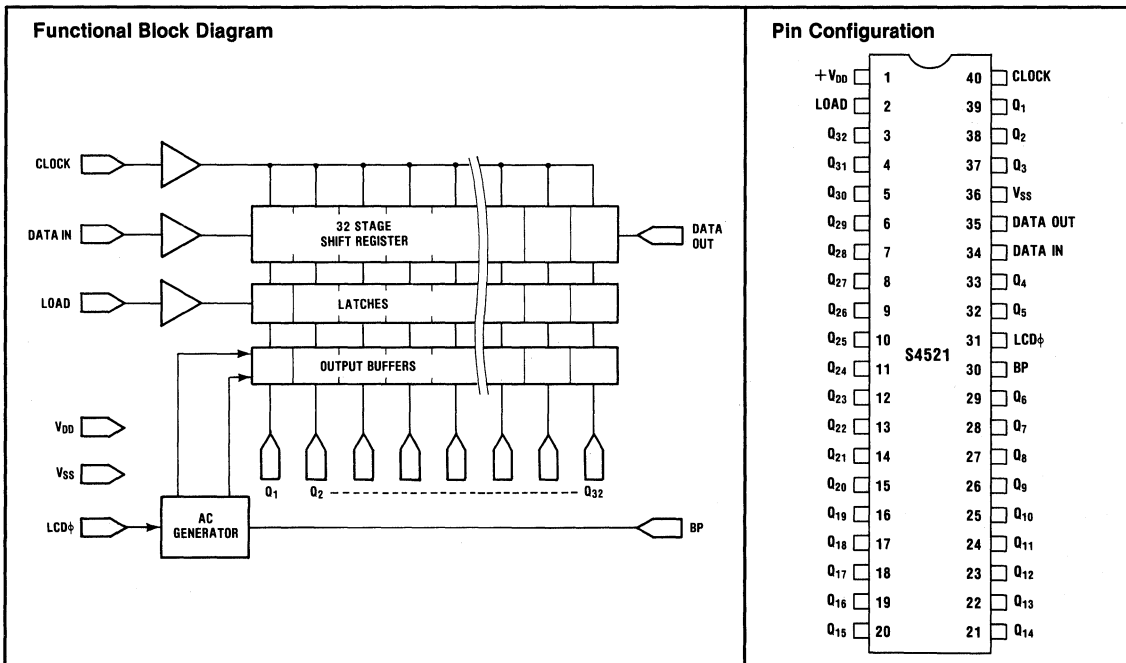 Functional Block Diagram
CLOCK
DATA IN
32 STAGE
SHIFT REGISTER
DATA
OUT
LOAD
LATCHES
OUTPUT BUFFERS
VDD
VSS
Q1
Q2
Q32
LCDϕ
AC
GENERATOR
BP
Pin Configuration
+VDD 1 40 CLOCK
LOAD 2 39 Q1
Q32 3 38 Q2
Q31 4 37 Q3
Q30 5 36 VSS
Q29 6 35 DATA OUT
Q28 7 34 DATA IN
Q27 8 33 Q4
Q26 9 32 Q5
Q25 10 31 LCDϕ
S4521
Q24 11 30 BP
Q23 12 29 Q6
Q22 13 28 Q7
Q21 14 27 Q8
Q20 15 26 Q9
Q19 16 25 Q10
Q18 17 24 Q11
Q17 18 23 Q12
Q16 19 22 Q13
Q15 20 21 Q14